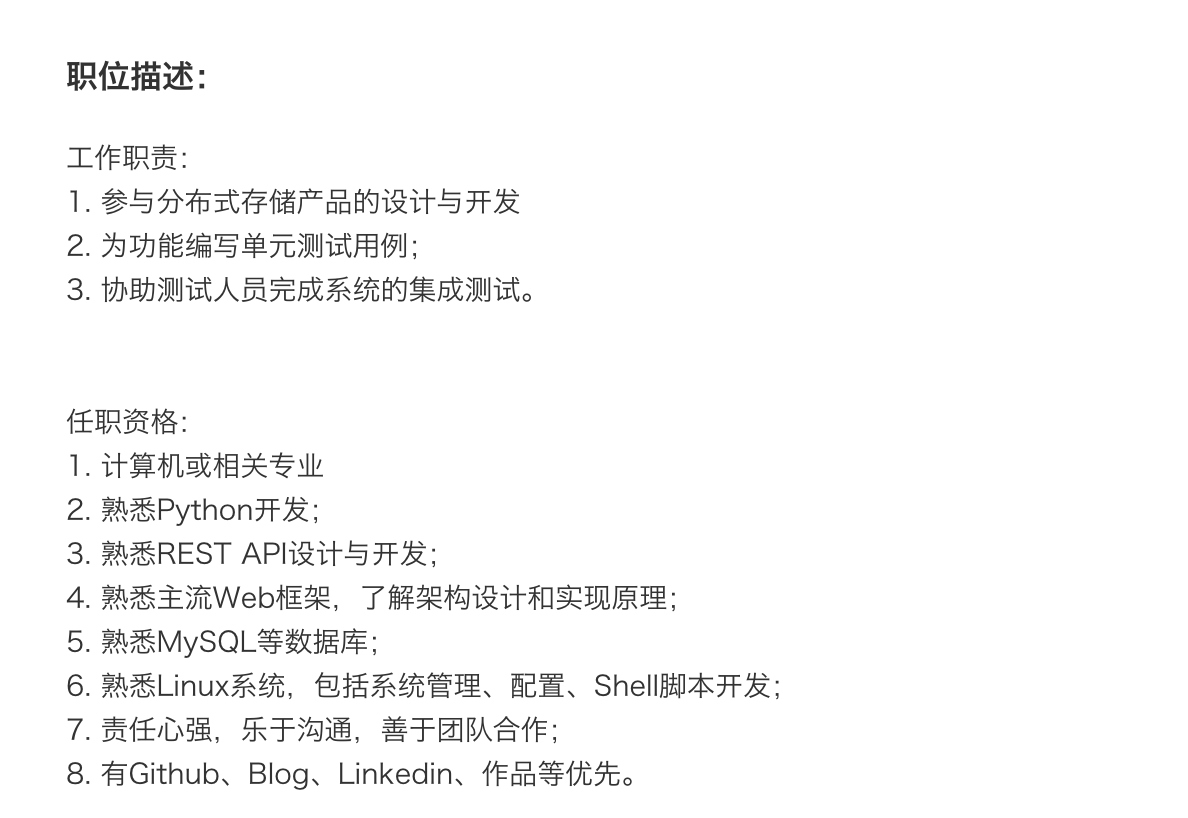 职位描述：
工作职责：
1. 参与分布式存储产品的设计与开发
2. 为功能编写单元测试用例；
3. 协助测试人员完成系统的集成测试。
任职资格：
1. 计算机或相关专业
2. 熟悉Python开发；
3. 熟悉REST API设计与开发；
4. 熟悉主流Web框架，了解架构设计和实现原理；
5. 熟悉MySQL等数据库；
6. 熟悉Linux系统，包括系统管理、配置、Shell脚本开发；
7. 责任心强，乐于沟通，善于团队合作；
8. 有Github、Blog、Linkedin、作品等优先。